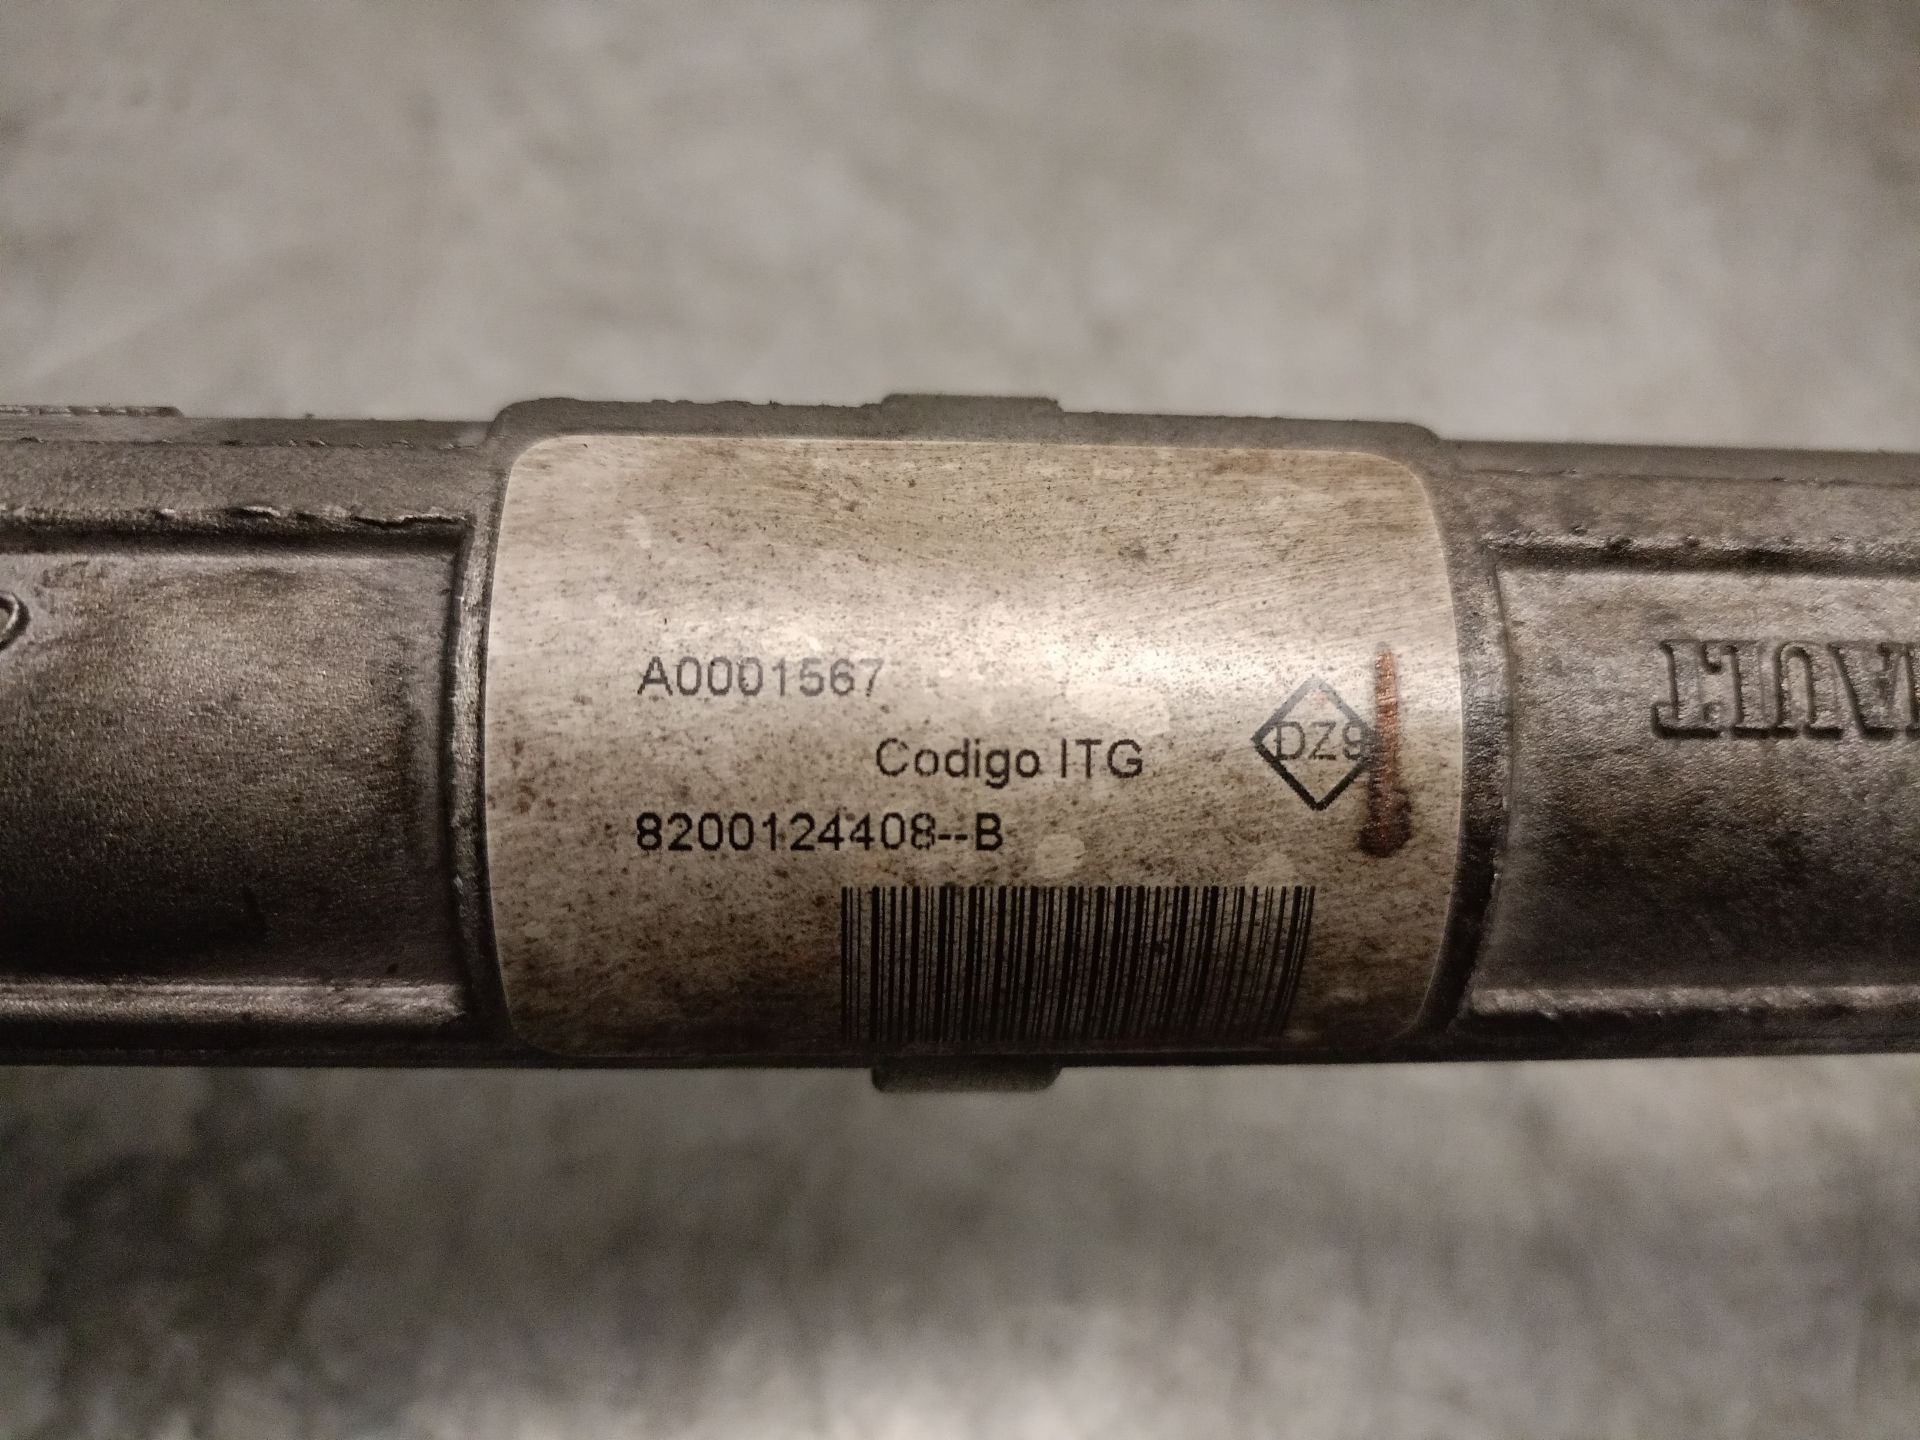 A0001567
Codigo ITG
DZ9
8200124408--B